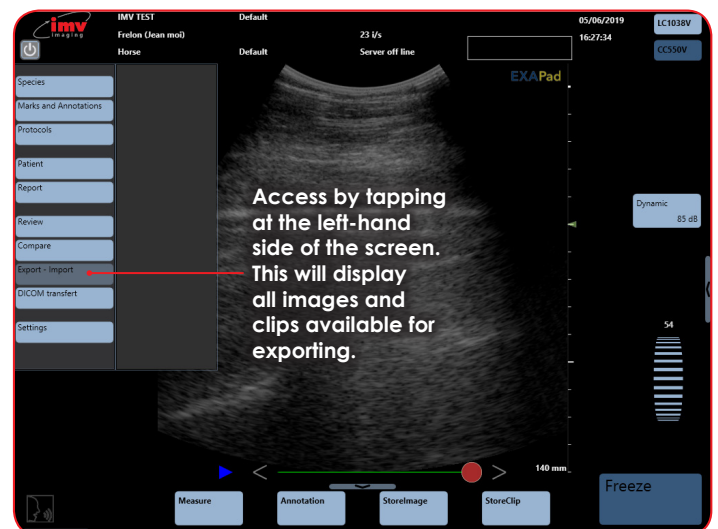 imv
imaging
IMV TEST
Default
05/06/2019
LC1038V
Frelon (Jean moi)
23 i/s
16:27:34
Horse
Default
Server off line
CC550V
EXAPad
Species
Marks and Annotations
Protocols
Patient
Report
Review
Compare
Export - Import
DICOM transfert
Settings
Access by tapping
at the left-hand
side of the screen.
This will display
all images and
clips available for
exporting.
Dynamic
85 dB
54
140 mm
Measure
Annotation
StoreImage
StoreClip
Freeze